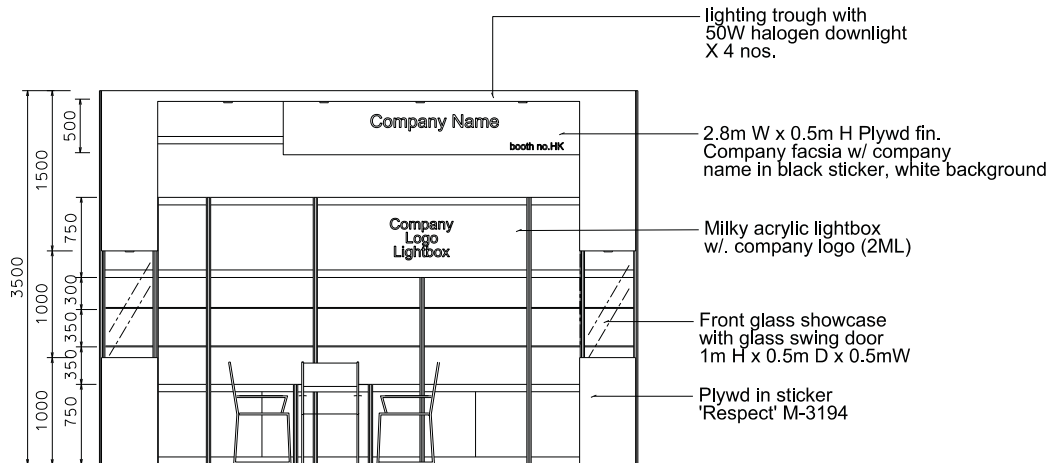 lighting trough with
50W halogen downlight
X 4 nos.
Company Name
booth no.HK
2.8m W x 0.5m H Plywd fin.
Company facsia w/ company
name in black sticker, white background
Company
Logo
Lightbox
Milky acrylic lightbox
w/. company logo (2ML)
Front glass showcase
with glass swing door
1m H x 0.5m D x 0.5mW
Plywd in sticker
'Respect' M-3194
3500
1500
1000
1000
500
750
300
350
350
750